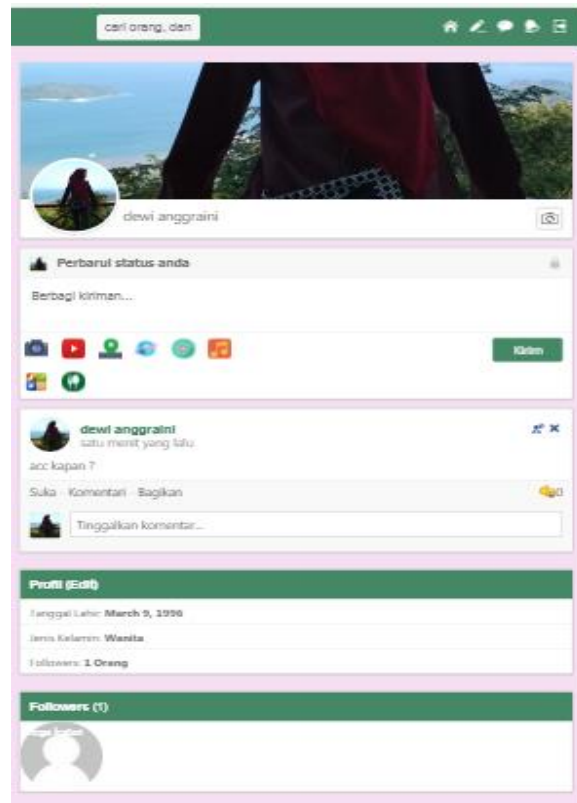 cari orang, dan
dewi anggraini
Perbarui status anda
Berbagi kiriman...
Kirim
dewi anggraini
satu menit yang lalu
acc kapan ?
Suka · Komentari · Bagikan
0
Tinggalkan komentar...
Profil (Edit)
Tanggal Lahir: March 9, 1996
Jenis Kelamin: Wanita
Followers: 1 Orang
Followers (1)